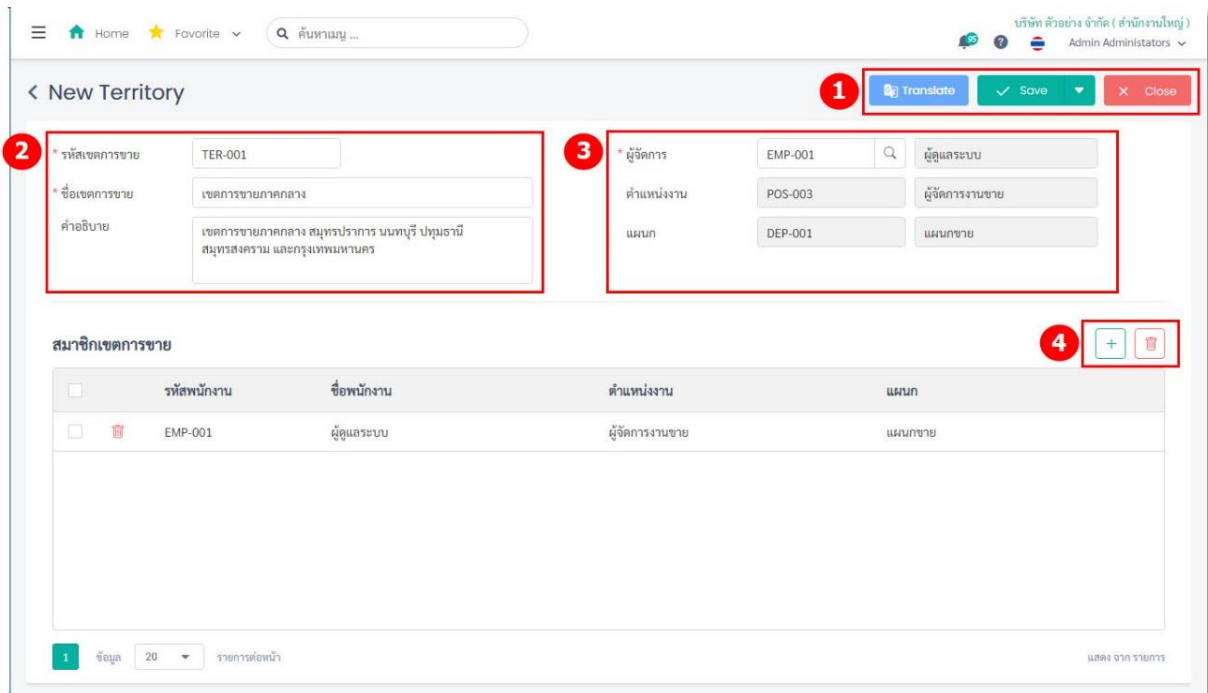 บริษัท ตัวอย่าง จำกัด ( สำนักงานใหญ่ )
Home Favorite ค้นหาเมนู ... 95 ? Admin Administators
New Territory
1 Translate Save Close
2 3
* รหัสเขตการขาย TER-001 * ผู้จัดการ EMP-001 ผู้ดูแลระบบ
* ชื่อเขตการขาย เขตการขายภาคกลาง ตำแหน่งงาน POS-003 ผู้จัดการงานขาย
คำอธิบาย เขตการขายภาคกลาง สมุทรปราการ นนทบุรี ปทุมธานี แผนก DEP-001 แผนกขาย
สมุทรสงคราม และกรุงเทพมหานคร
สมาชิกเขตการขาย 4 +
รหัสพนักงาน ชื่อพนักงาน ตำแหน่งงาน แผนก
EMP-001 ผู้ดูแลระบบ ผู้จัดการงานขาย แผนกขาย
1 ข้อมูล 20 รายการต่อหน้า แสดง จาก รายการ